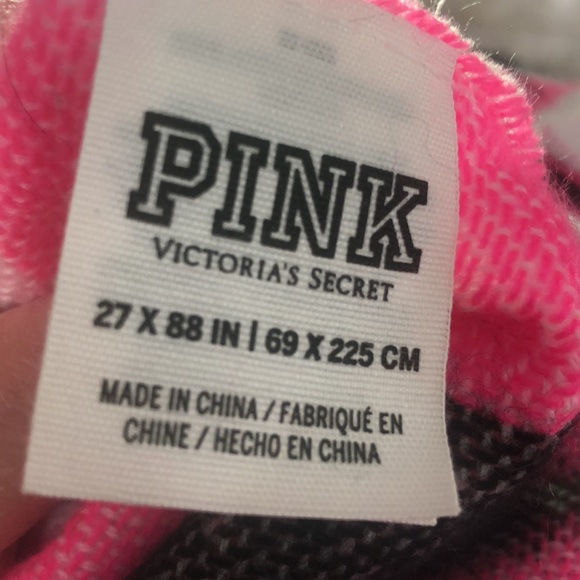 PINK
VICTORIA'S SECRET
27 X 88 IN | 69 X 225 CM
MADE IN CHINA / FABRIQUÉ EN
CHINE / HECHO EN CHINA